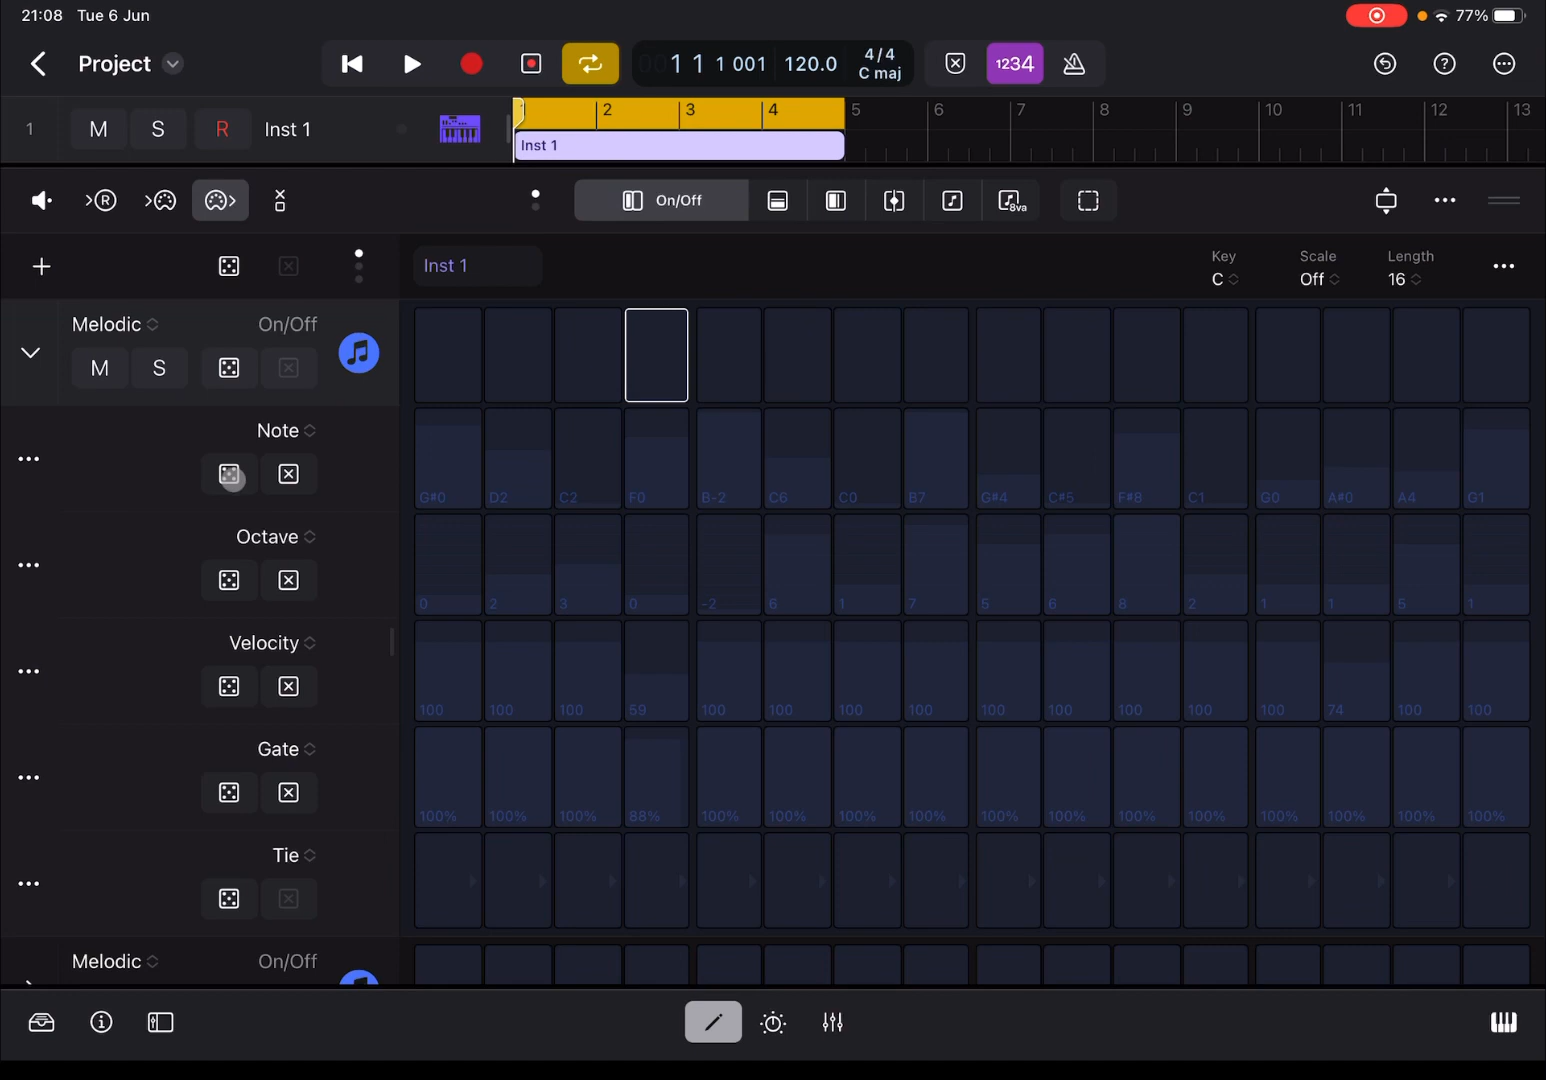 21:08 Tue 6 Jun 77%
Project 1 1 1 001 120.0 4/4 C maj 1234
1 M S R Inst 1 2 3 4 5 6 7 8 9 10 11 12 13
Inst 1
R On/Off 8va
Inst 1 Key C Scale Off Length 16
Melodic On/Off
M S
Note
G#0 D2 C2 F0 B-2 C6 C0 B7 G#4 C#5 F#8 C1 G0 A#0 A4 G1
Octave
0 2 3 0 -2 6 1 7 5 6 8 2 1 1 5 1
Velocity
100 100 100 59 100 100 100 100 100 100 100 100 100 74 100 100
Gate
100% 100% 100% 88% 100% 100% 100% 100% 100% 100% 100% 100% 100% 100% 100% 100%
Tie
Melodic On/Off